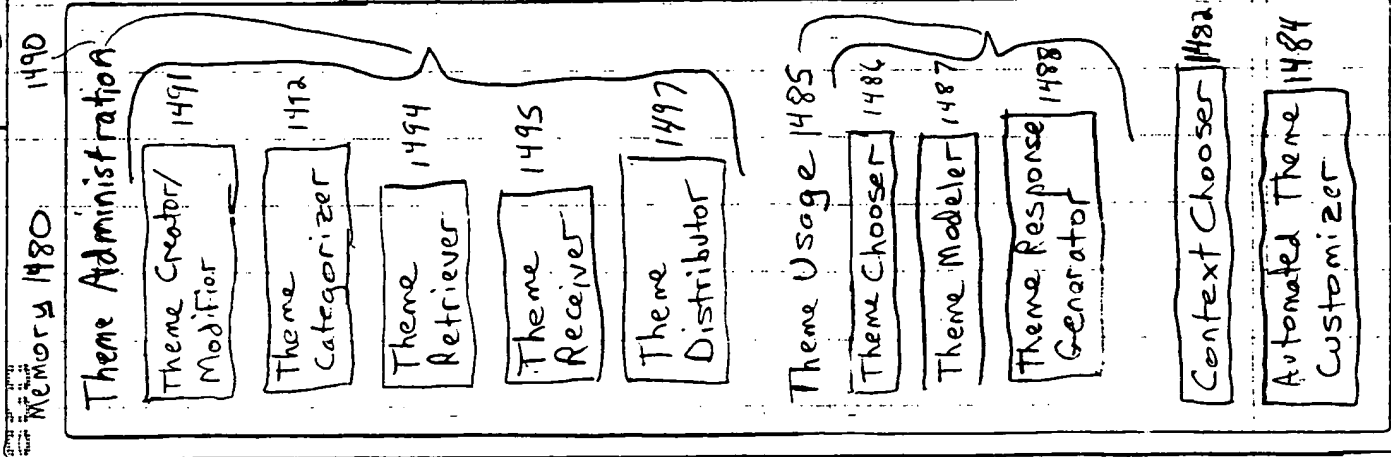 Memory 1480
1490
Theme Administration
Theme Creator/
Modifier
1491
Theme
Categorizer
1492
Theme
Retriever
1494
Theme
Receiver
1495
Theme
Distributor
1497
Theme Usage 1485
Theme Chooser
1486
Theme Modeler
1487
Theme Response
Generator
1488
Context Chooser
1482
Automated Theme
Customizer
1484